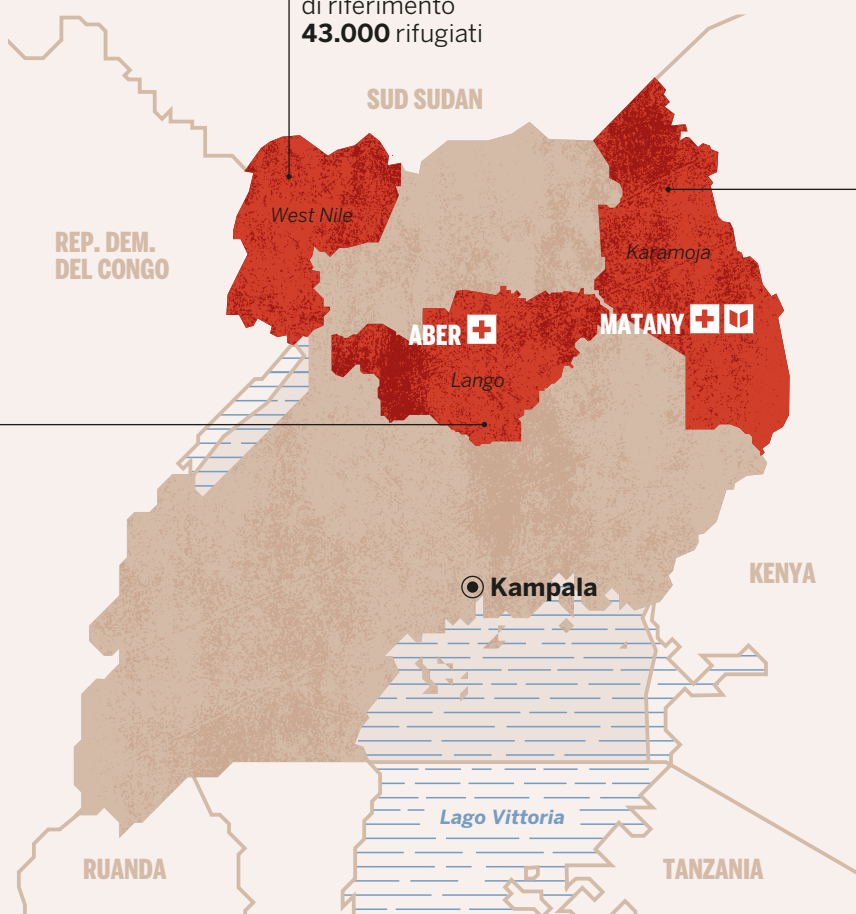 di riferimento
43.000 rifugiati
SUD SUDAN
West Nile
REP. DEM.
DEL CONGO
Karamoja
ABER
MATANY
Lango
KENYA
Kampala
Lago Vittoria
RUANDA
TANZANIA